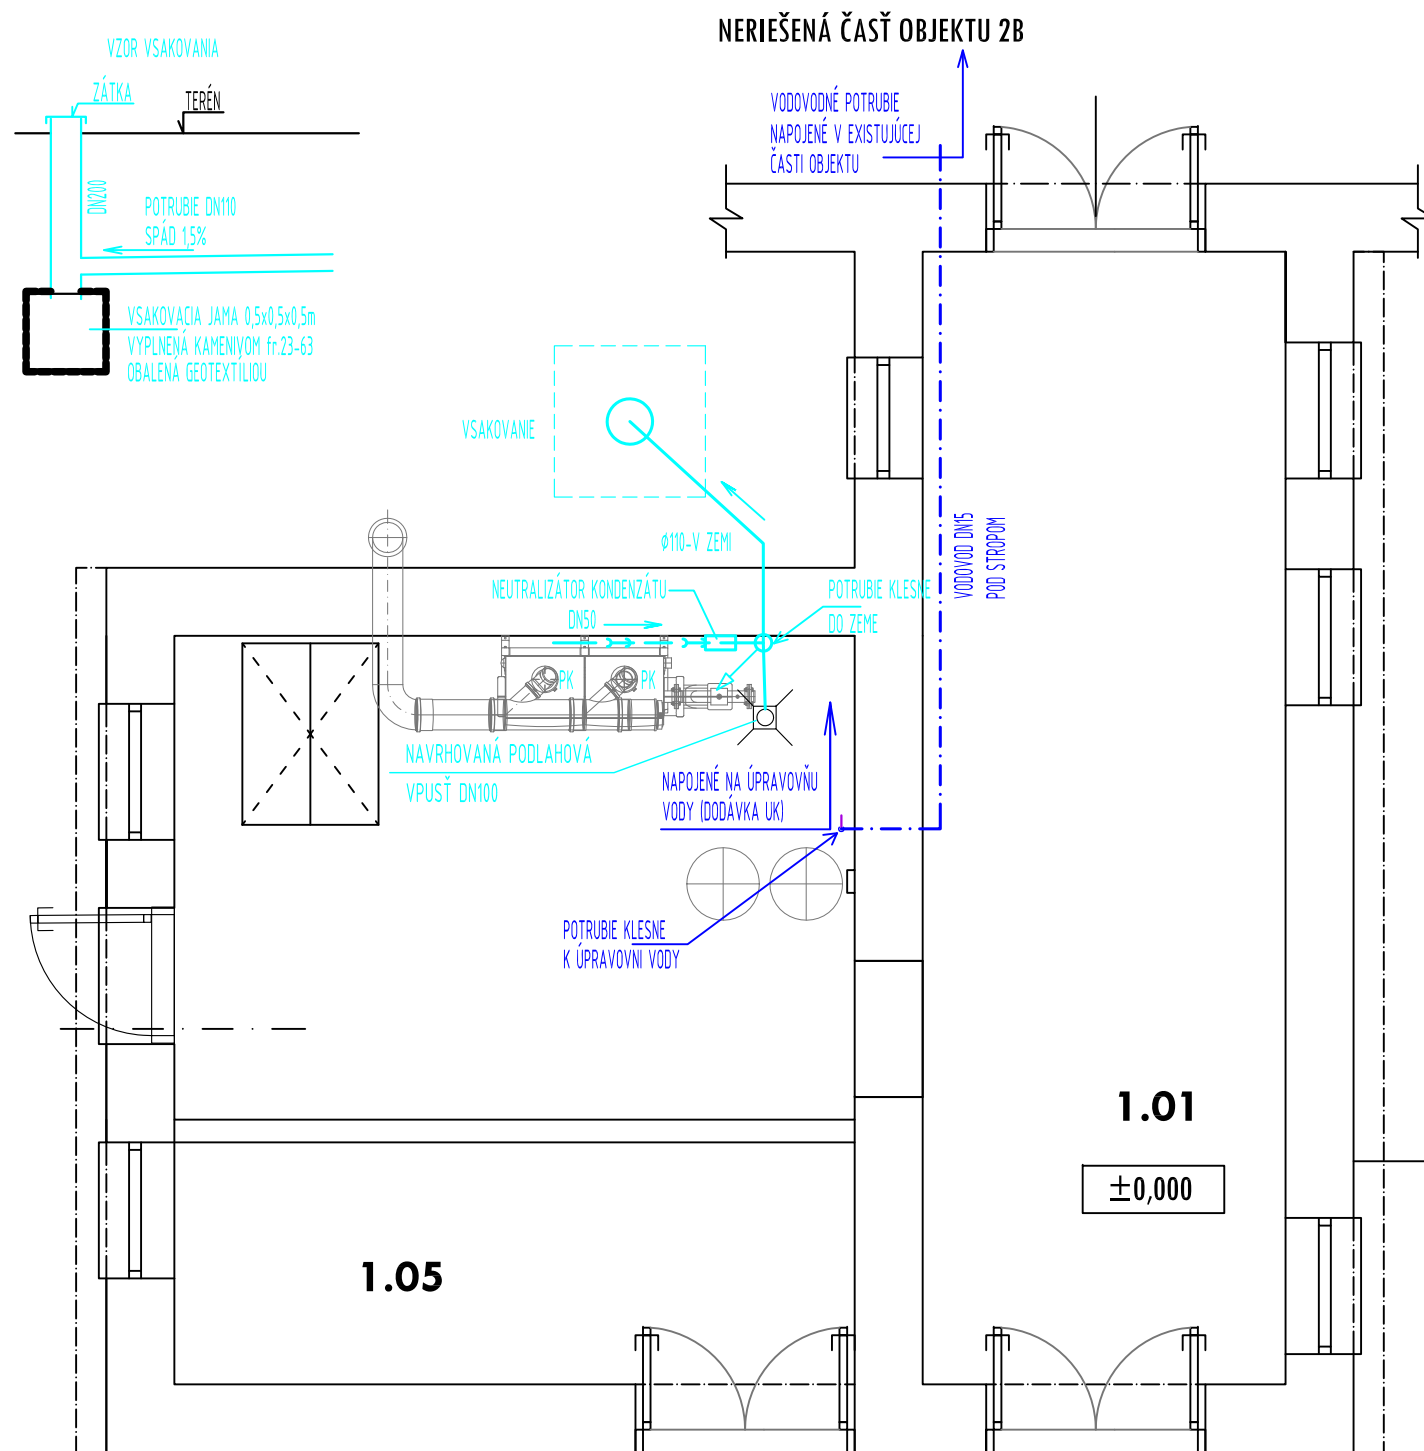 NERIEŠENÁ ČASŤ OBJEKTU 2B
VZOR VSAKOVANIA
ZÁTKA
TERÉN
DN200
POTRUBIE DN110
SPÁD 1,5%
VSAKOVACIA JAMA 0,5x0,5x0,5m
VYPLNENÁ KAMENIVOM fr.23-63
OBALENÁ GEOTEXTÍLIOU
VODOVODNÉ POTRUBIE
NAPOJENÉ V EXISTUJÚCEJ
ČASTI OBJEKTU
VSAKOVANIE
ø110-V ZEMI
VODOVOD DN15
POD STROPOM
NEUTRALIZÁTOR KONDENZÁTU
DN50
POTRUBIE KLESNE
DO ZEME
PK
PK
NAVRHOVANÁ PODLAHOVÁ
VPUSŤ DN100
NAPOJENÉ NA ÚPRAVOVŇU
VODY (DODÁVKA UK)
POTRUBIE KLESNE
K ÚPRAVOVNI VODY
1.01
±0,000
1.05